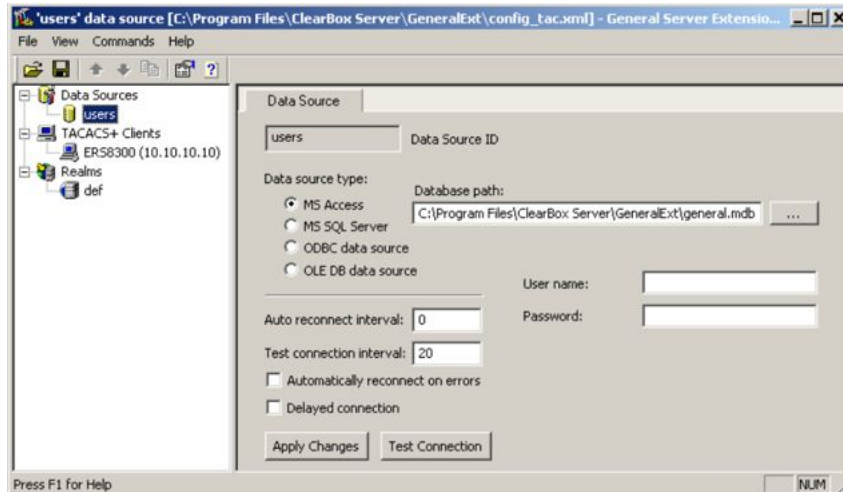 'users' data source [C:\Program Files\ClearBox Server\GeneralExt\config_tac.xml] - General Server Extensio...
File View Commands Help
Data Sources
users
TACACS+ Clients
ERS8300 (10.10.10.10)
Realms
def
Data Source
users Data Source ID
Data source type:
Database path:
MS Access
C:\Program Files\ClearBox Server\GeneralExt\general.mdb ...
MS SQL Server
ODBC data source
OLE DB data source
User name:
Auto reconnect interval: 0
Password:
Test connection interval: 20
Automatically reconnect on errors
Delayed connection
Apply Changes Test Connection
Press F1 for Help NUM